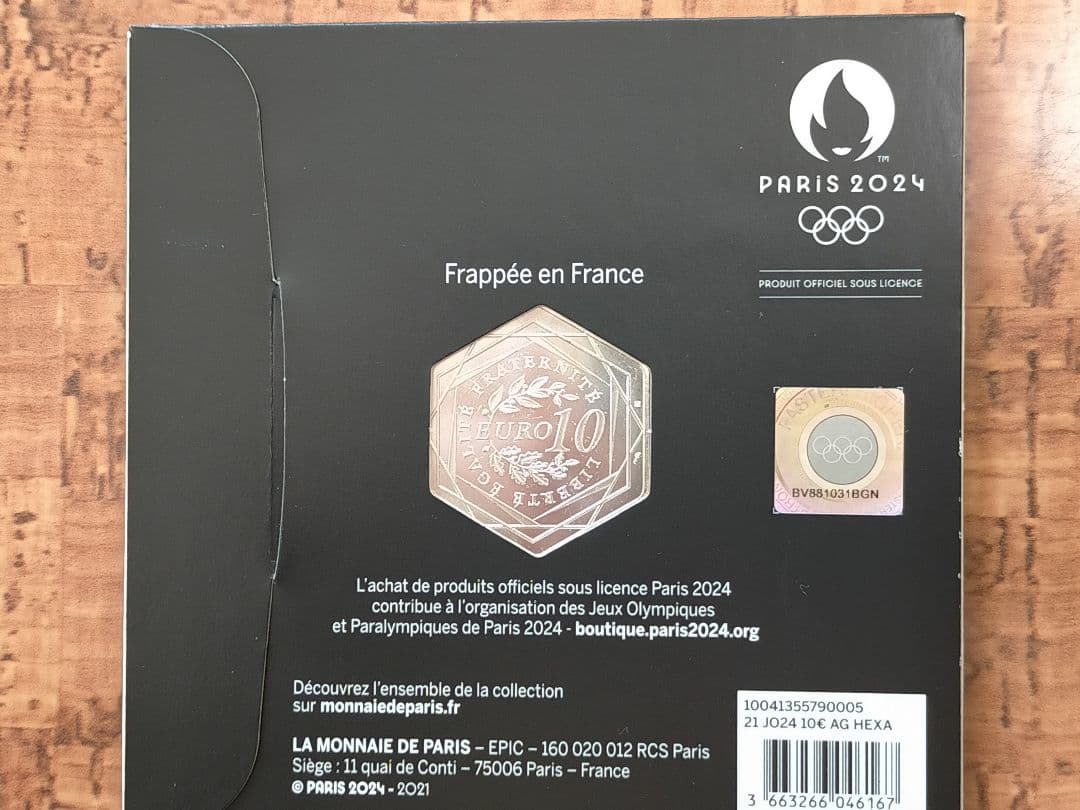 TM
PARiS 2024
PRODUIT OFFICIEL SOUS LICENCE
Frappée en France
LIBERTÉ ÉGALITÉ FRATERNITÉ
EURO 10
BV881031BGN
L'achat de produits officiels sous licence Paris 2024
contribue à l'organisation des Jeux Olympiques
et Paralympiques de Paris 2024 - boutique.paris2024.org
Découvrez l'ensemble de la collection
sur monnaiedeparis.fr
LA MONNAIE DE PARIS – EPIC – 160 020 012 RCS Paris
Siège : 11 quai de Conti – 75006 Paris – France
© PARIS 2024 - 2021
10041355790005
21 JO24 10€ AG HEXA
3 663266 046167